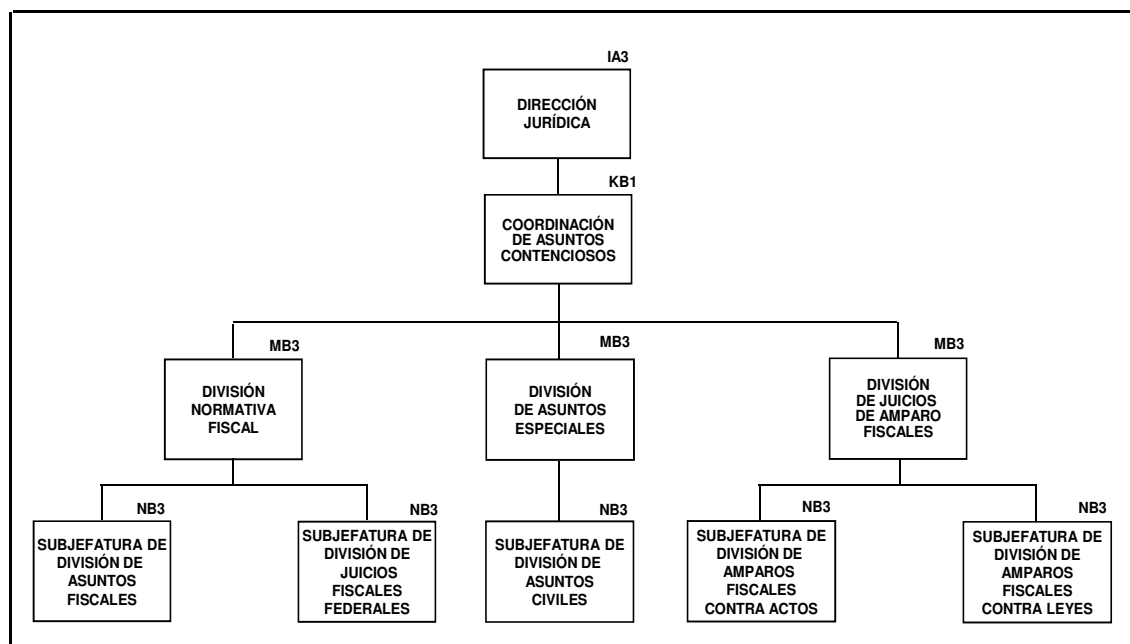 IA3
DIRECCIÓN
JURÍDICA
KB1
COORDINACIÓN
DE ASUNTOS
CONTENCIOSOS
MB3
DIVISIÓN
NORMATIVA
FISCAL
MB3
DIVISIÓN
DE ASUNTOS
ESPECIALES
MB3
DIVISIÓN
DE JUICIOS
DE AMPARO
FISCALES
NB3
SUBJEFATURA DE
DIVISIÓN DE
ASUNTOS
FISCALES
NB3
SUBJEFATURA DE
DIVISIÓN DE
JUICIOS
FISCALES
FEDERALES
NB3
SUBJEFATURA DE
DIVISIÓN DE
ASUNTOS
CIVILES
NB3
SUBJEFATURA DE
DIVISIÓN DE
AMPAROS
FISCALES
CONTRA ACTOS
NB3
SUBJEFATURA DE
DIVISIÓN DE
AMPAROS
FISCALES
CONTRA LEYES